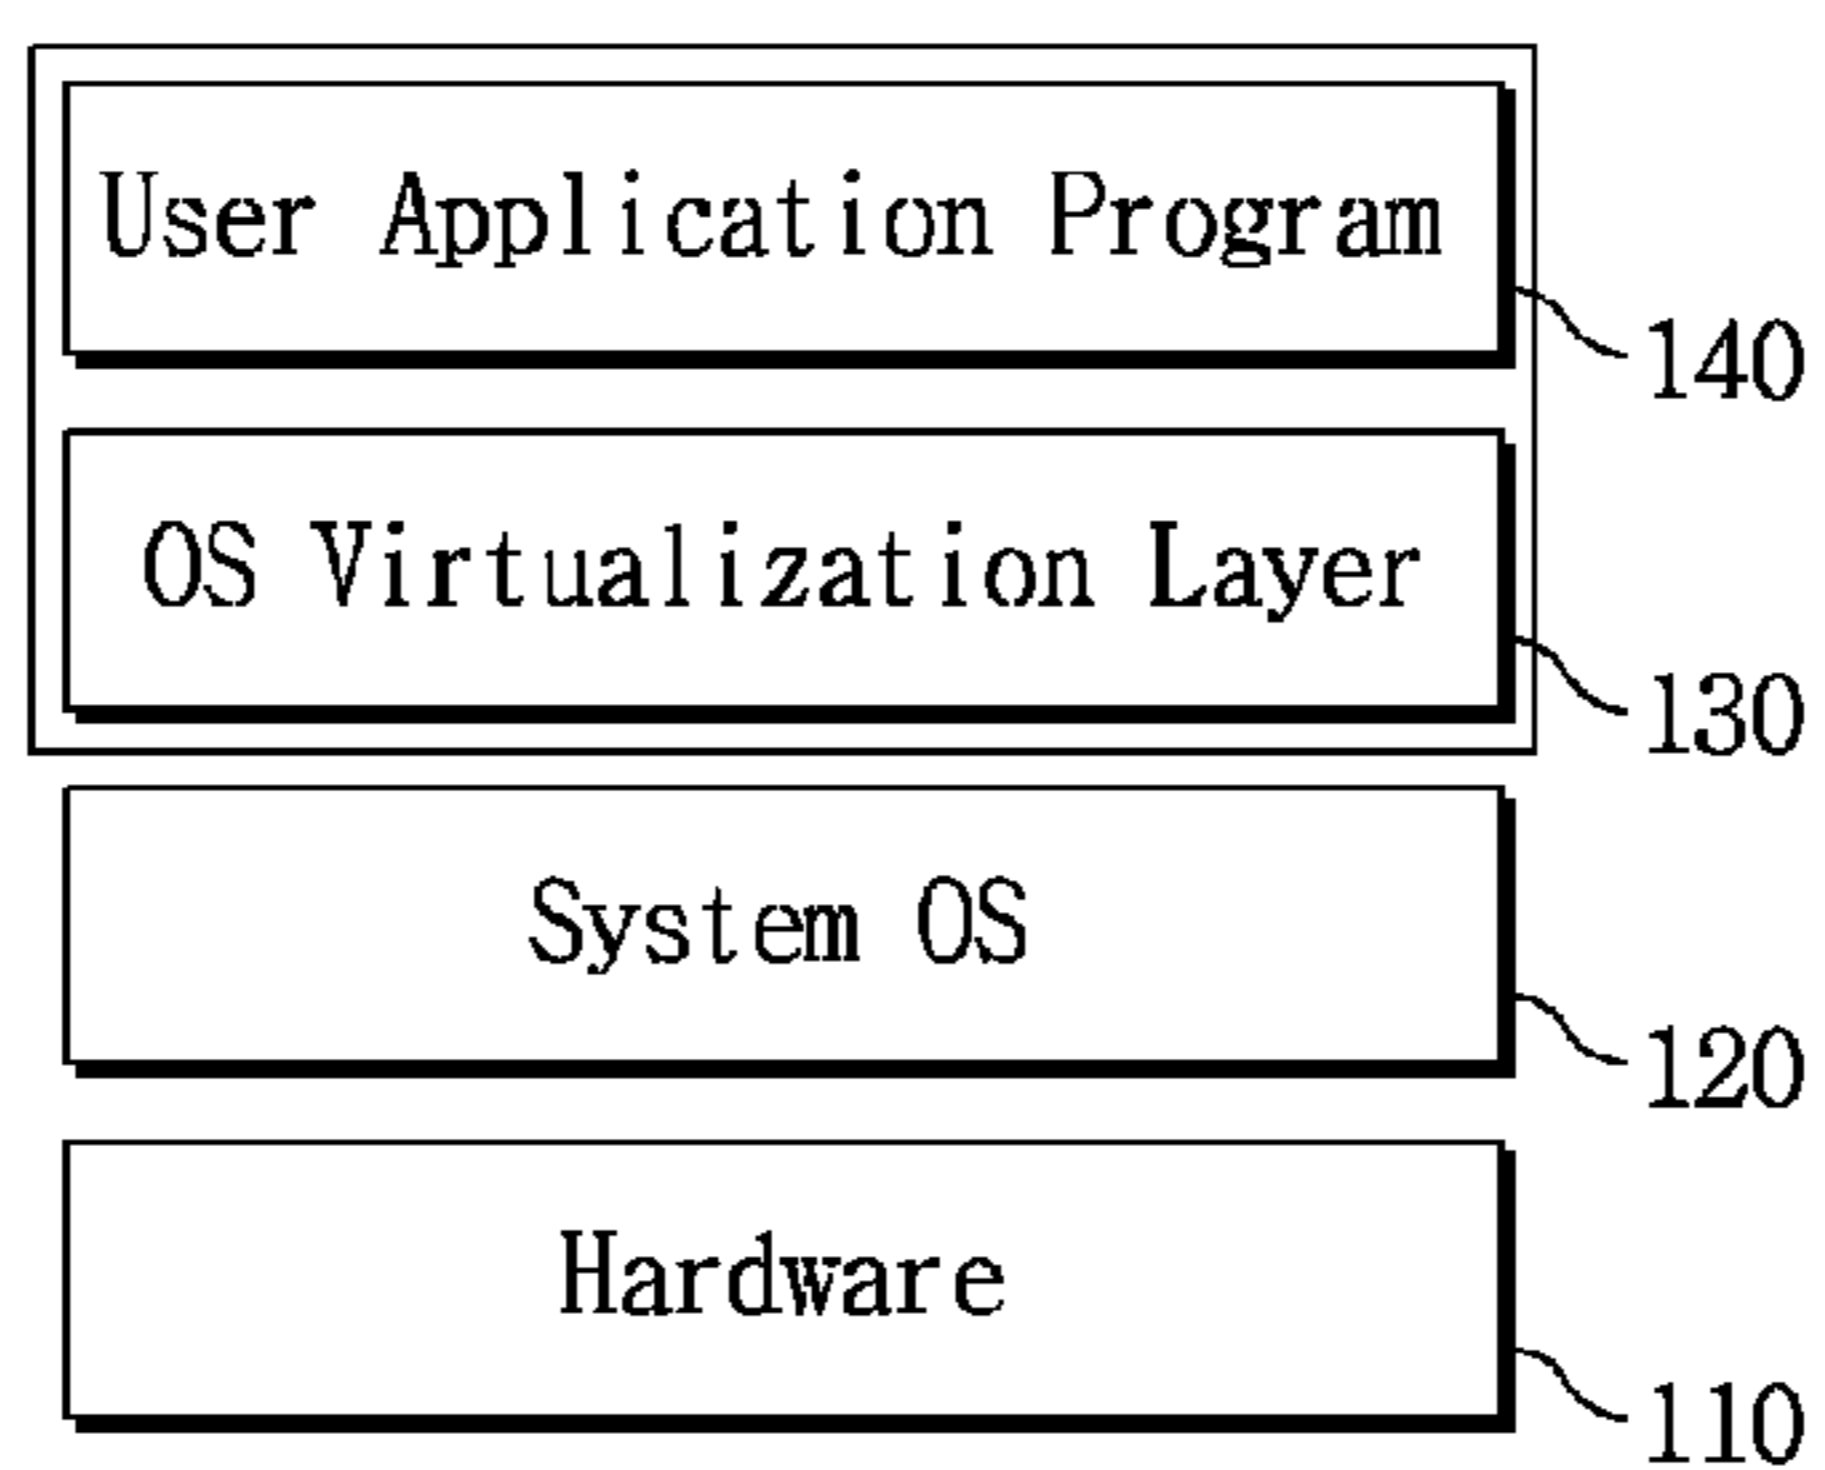 User Application Program
140
OS Virtualization Layer
130
System OS
120
Hardware
110